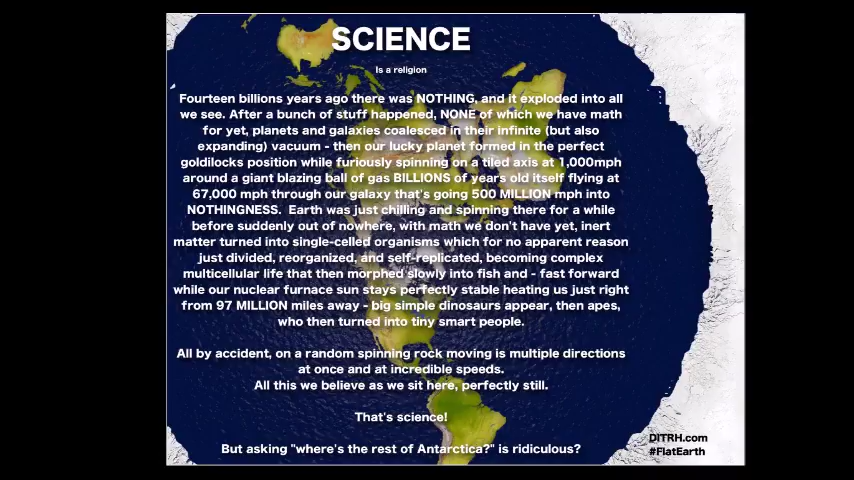 SCIENCE
Is a religion
Fourteen billions years ago there was NOTHING, and it exploded into all
we see. After a bunch of stuff happened, NONE of which we have math
for yet, planets and galaxies coalesced in their infinite (but also
expanding) vacuum - then our lucky planet formed in the perfect
goldilocks position while furiously spinning on a tiled axis at 1,000mph
around a giant blazing ball of gas BILLIONS of years old itself flying at
67,000 mph through our galaxy that's going 500 MILLION mph into
NOTHINGNESS. Earth was just chilling and spinning there for a while
before suddenly out of nowhere, with math we don't have yet, inert
matter turned into single-celled organisms which for no apparent reason
just divided, reorganized, and self-replicated, becoming complex
multicellular life that then morphed slowly into fish and - fast forward
while our nuclear furnace sun stays perfectly stable heating us just right
from 97 MILLION miles away - big simple dinosaurs appear, then apes,
who then turned into tiny smart people.
All by accident, on a random spinning rock moving is multiple directions
at once and at incredible speeds.
All this we believe as we sit here, perfectly still.
That's science!
But asking "where's the rest of Antarctica?" is ridiculous?
DITRH.com
#FlatEarth